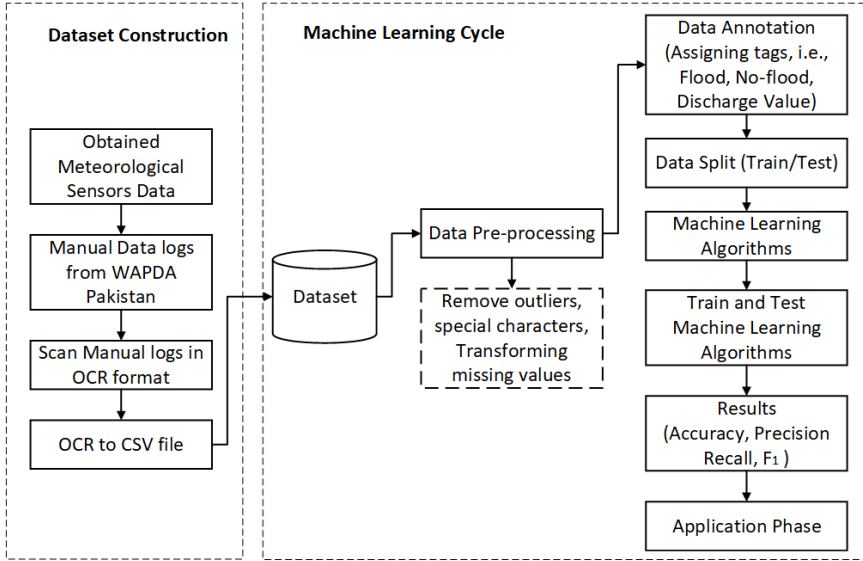 Dataset Construction
Obtained
Meteorological
Sensors Data
Manual Data logs
from WAPDA
Pakistan
Scan Manual logs in
OCR format
OCR to CSV file
Machine Learning Cycle
Dataset
Data Pre-processing
Remove outliers,
special characters,
Transforming
missing values
Data Annotation
(Assigning tags, i.e.,
Flood, No-flood,
Discharge Value)
Data Split (Train/Test)
Machine Learning
Algorithms
Train and Test
Machine Learning
Algorithms
Results
(Accuracy, Precision
Recall, F₁ )
Application Phase